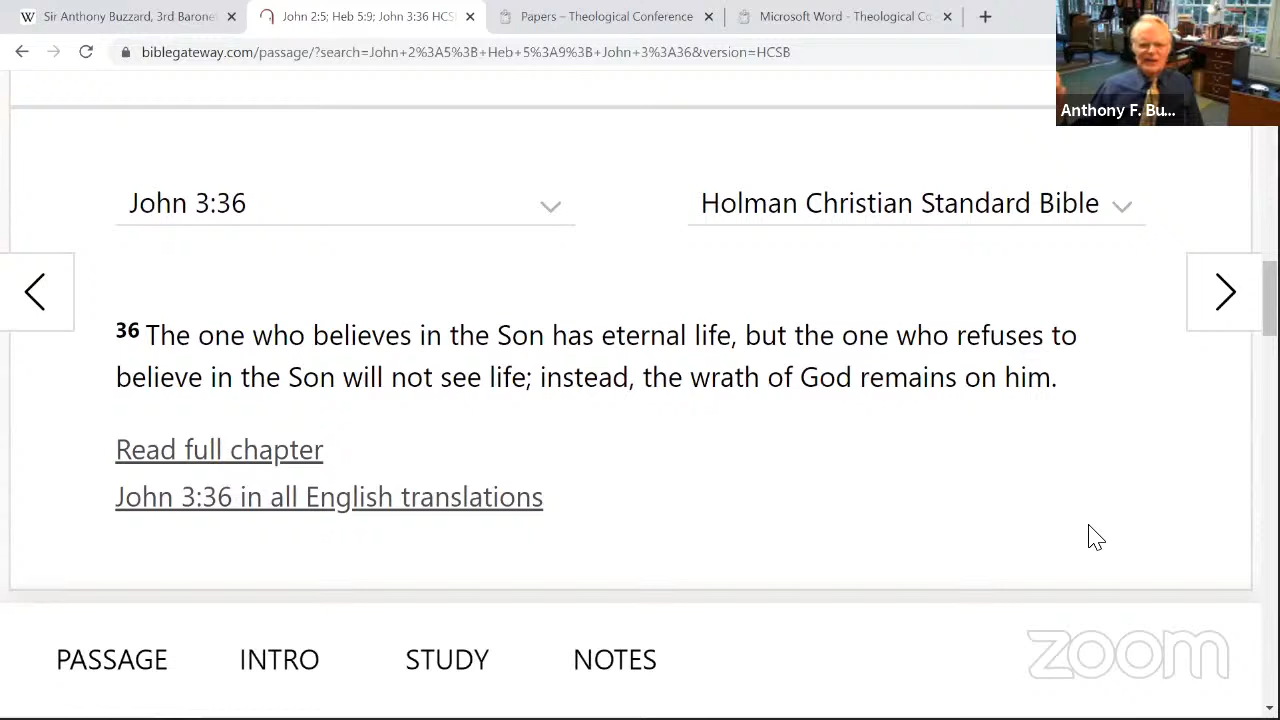 Sir Anthony Buzzard, 3rd Barone
John 2:5; Heb 5:9; John 3:36 HCS
Papers – Theological Conference
Microsoft Word - Theological C
biblegateway.com/passage/?search=John+2%3A5%3B+Heb+5%3A9%3B+John+3%3A36&version=HCSB
Anthony F. Bu...
John 3:36
Holman Christian Standard Bible
36 The one who believes in the Son has eternal life, but the one who refuses to
believe in the Son will not see life; instead, the wrath of God remains on him.
Read full chapter
John 3:36 in all English translations
PASSAGE INTRO STUDY NOTES
zoom